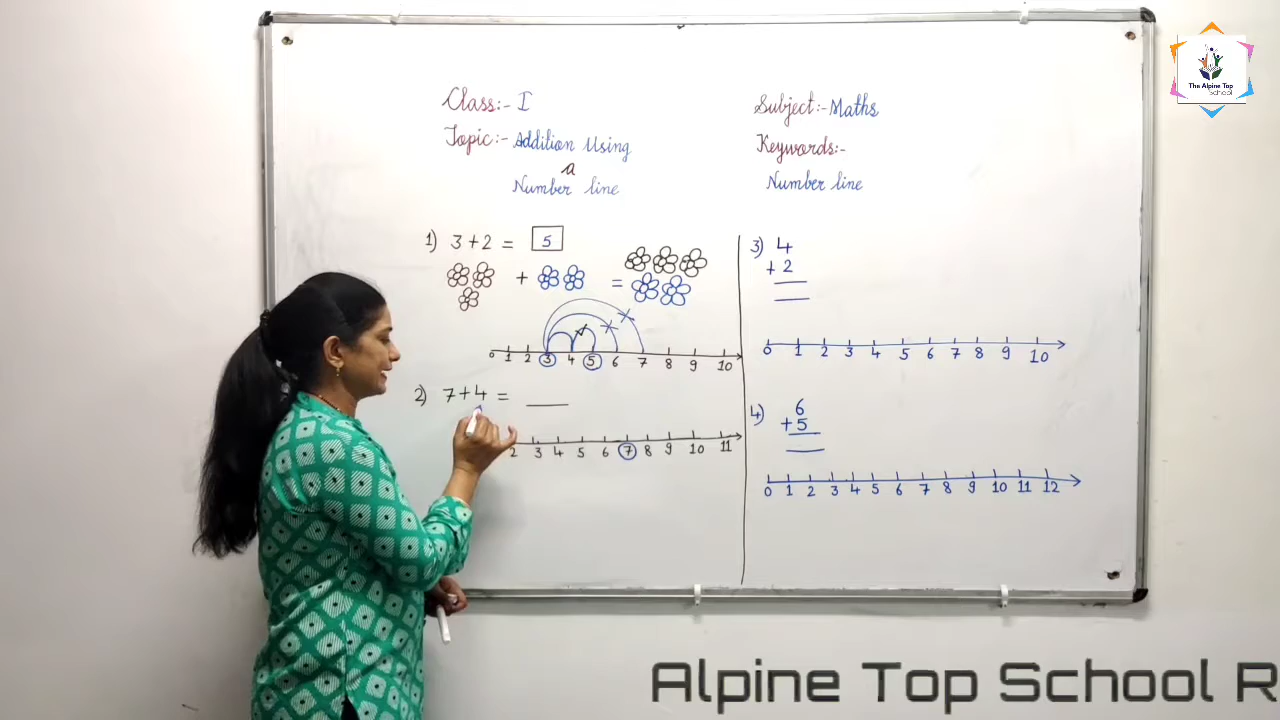 The Alpine Top
School
Class:- I
Topic:- Addition Using
a
Number line
Subject:- Maths
Keywords:-
Number line
1) 3 + 2 = 5
+ =
0 1 2 3 4 5 6 7 8 9 10
2) 7 + 4 = __
2 3 4 5 6 7 8 9 10 11
3) 4
+ 2
0 1 2 3 4 5 6 7 8 9 10
4) 6
+ 5
0 1 2 3 4 5 6 7 8 9 10 11 12
Alpine Top School R